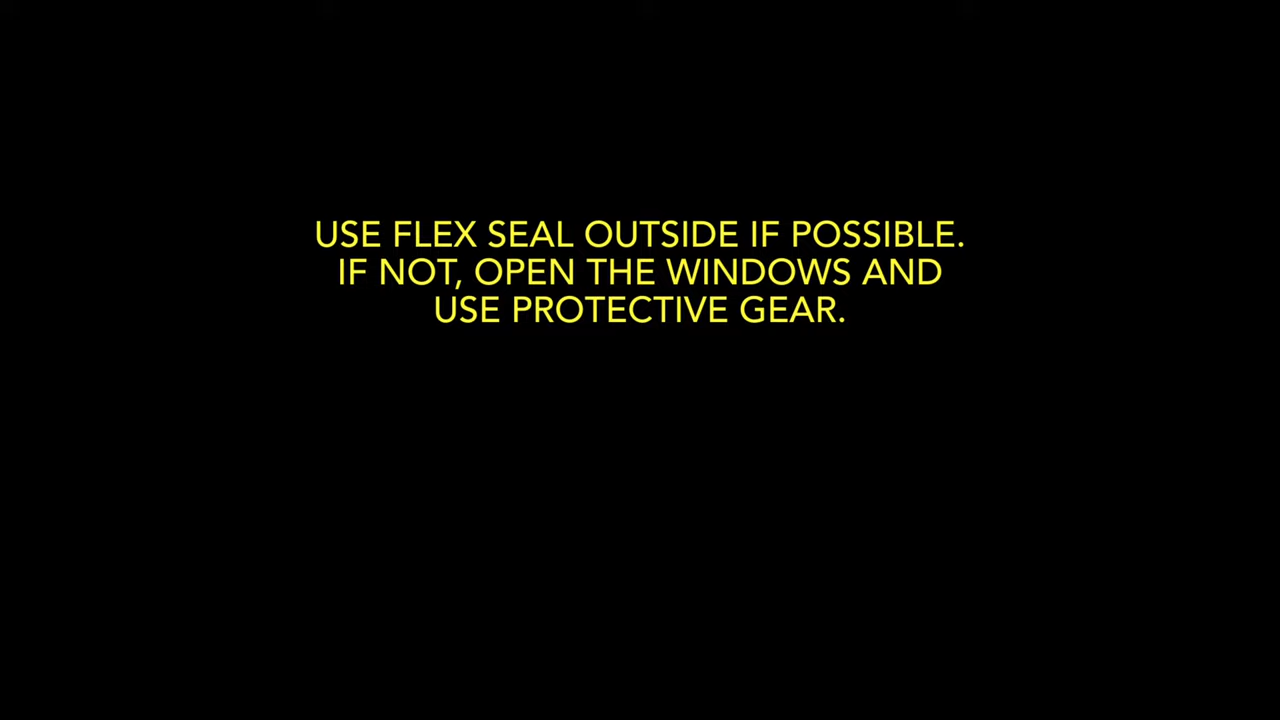 USE FLEX SEAL OUTSIDE IF POSSIBLE.
IF NOT, OPEN THE WINDOWS AND
USE PROTECTIVE GEAR.